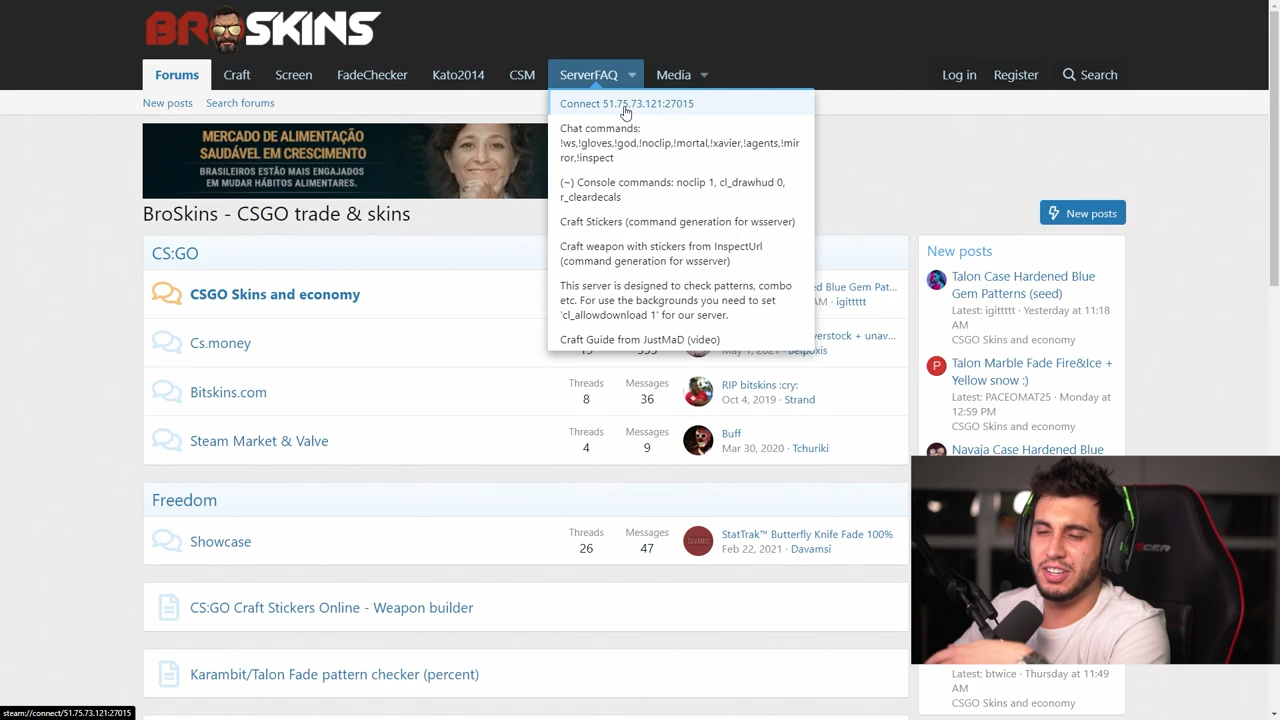 BROSKINS
Forums Craft Screen FadeChecker Kato2014 CSM ServerFAQ Media Log in Register Search
New posts Search forums
Connect 51.75.73.121:27015
Chat commands:
!ws,!gloves,!god,!noclip,!mortal,!xavier,!agents,!mir
ror,!inspect
(~) Console commands: noclip 1, cl_drawhud 0,
r_cleardecals
Craft Stickers (command generation for wsserver)
Craft weapon with stickers from InspectUrl
(command generation for wsserver)
This server is designed to check patterns, combo
etc. For use the backgrounds you need to set
'cl_allowdownload 1' for our server.
Craft Guide from JustMaD (video)
MERCADO DE ALIMENTAÇÃO
SAUDÁVEL EM CRESCIMENTO
BRASILEIROS ESTÃO MAIS ENGAJADOS
EM MUDAR HÁBITOS ALIMENTARES.
BroSkins - CSGO trade & skins
New posts
CS:GO
CSGO Skins and economy
ed Blue Gem Pat...
AM · igittttt
Cs.money
verstock + unav...
May 1, 2021 · Belpoxis
Bitskins.com
Threads
8
Messages
36
RIP bitskins :cry:
Oct 4, 2019 · Strand
Steam Market & Valve
Threads
4
Messages
9
Buff
Mar 30, 2020 · Tchuriki
Freedom
Showcase
Threads
26
Messages
47
DAVAMSI
StatTrak™ Butterfly Knife Fade 100%
Feb 22, 2021 · Davamsi
CS:GO Craft Stickers Online - Weapon builder
Karambit/Talon Fade pattern checker (percent)
New posts
Talon Case Hardened Blue
Gem Patterns (seed)
Latest: igittttt · Yesterday at 11:18
AM
CSGO Skins and economy
P
Talon Marble Fade Fire&Ice +
Yellow snow :)
Latest: PACEOMAT25 · Monday at
12:59 PM
CSGO Skins and economy
Navaja Case Hardened Blue
Latest: btwice · Thursday at 11:49
AM
CSGO Skins and economy
steam://connect/51.75.73.121:27015